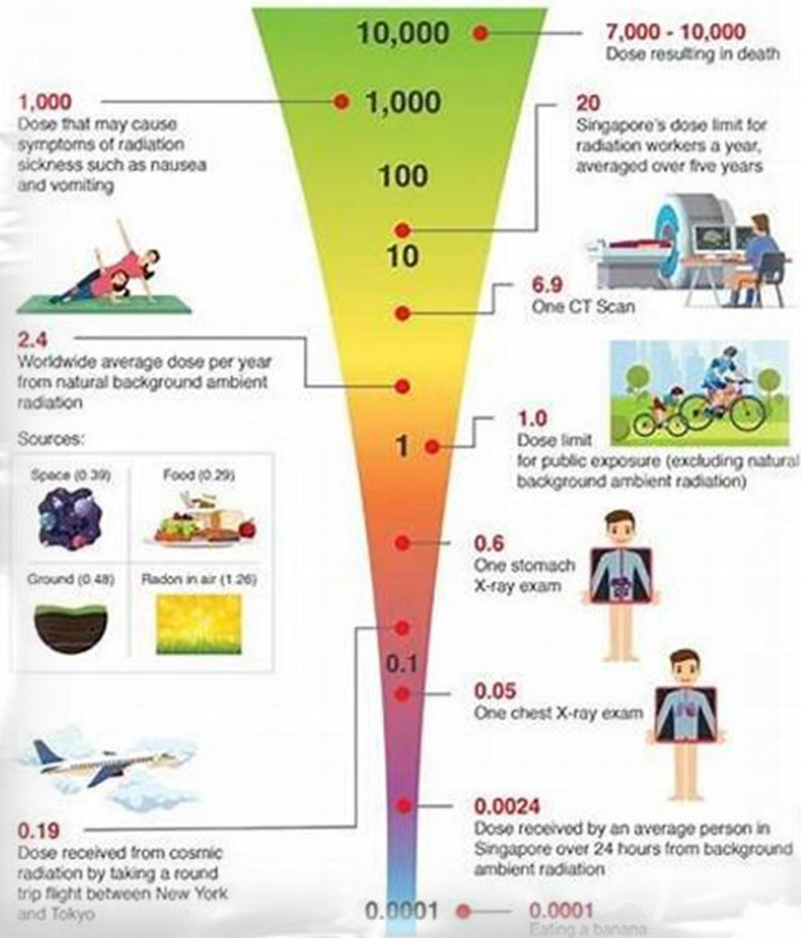 10,000
7,000 - 10,000
Dose resulting in death
1,000
Dose that may cause
symptoms of radiation
sickness such as nausea
and vomiting
1,000
20
Singapore's dose limit for
radiation workers a year,
averaged over five years
100
10
6.9
One CT Scan
2.4
Worldwide average dose per year
from natural background ambient
radiation
1
1.0
Dose limit
for public exposure (excluding natural
background ambient radiation)
Sources:
Space (0.39)
Food (0.29)
Ground (0.48)
Radon in air (1.26)
0.6
One stomach
X-ray exam
0.1
0.05
One chest X-ray exam
0.19
Dose received from cosmic
radiation by taking a round
trip flight between New York
and Tokyo
0.0024
Dose received by an average person in
Singapore over 24 hours from background
ambient radiation
0.0001
0.0001
Eating a banana